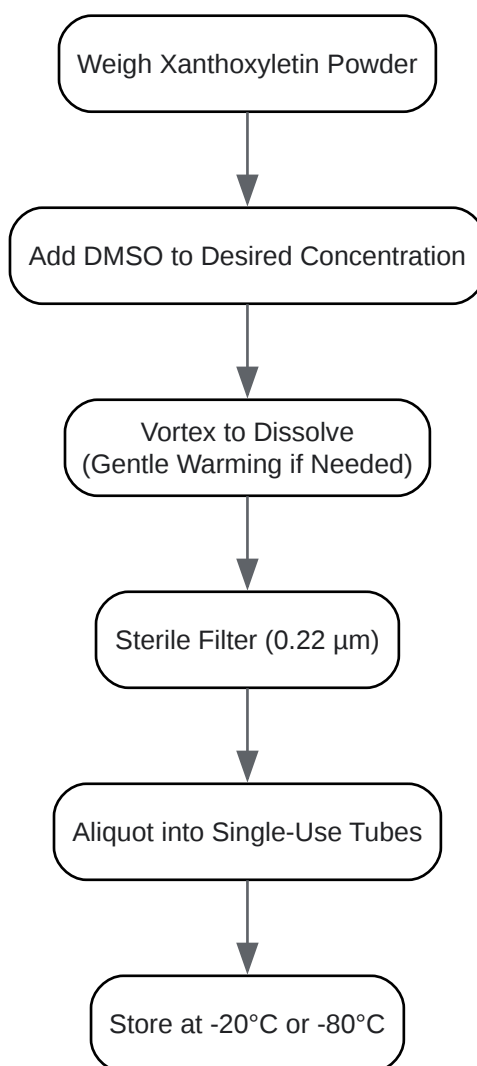 Weigh Xanthoxyletin Powder
Add DMSO to Desired Concentration
Vortex to Dissolve
(Gentle Warming if Needed)
Sterile Filter (0.22 µm)
Aliquot into Single-Use Tubes
Store at -20°C or -80°C